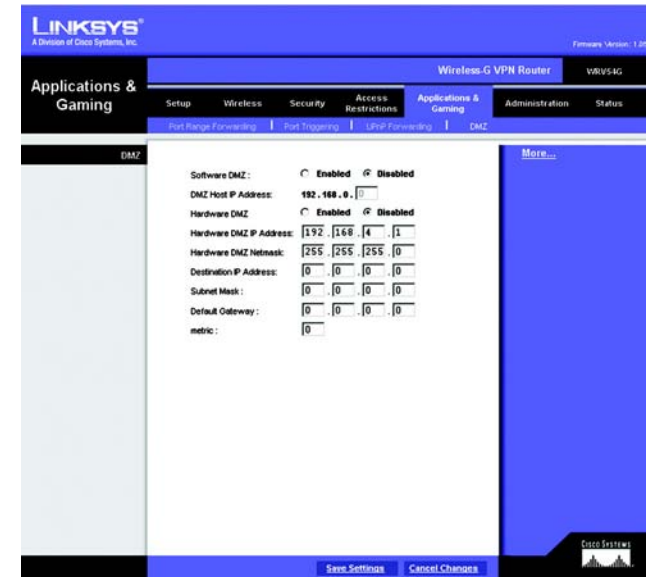 LINKSYS®
A Division of Cisco Systems, Inc.
Firmware Version: 1.
Wireless-G VPN Router WRV54G
Applications & Gaming
Setup Wireless Security Access Restrictions Applications & Gaming Administration Status
Port Range Forwarding | Port Triggering | UPnP Forwarding | DMZ
DMZ
More...
Software DMZ : Enabled Disabled
DMZ Host IP Address: 192.168.0. 0
Hardware DMZ Enabled Disabled
Hardware DMZ IP Address: 192 . 168 . 4 . 1
Hardware DMZ Netmask: 255 . 255 . 255 . 0
Destination IP Address: 0 . 0 . 0 . 0
Subnet Mask : 0 . 0 . 0 . 0
Default Gateway : 0 . 0 . 0 . 0
metric : 0
Save Settings Cancel Changes
CISCO SYSTEMS